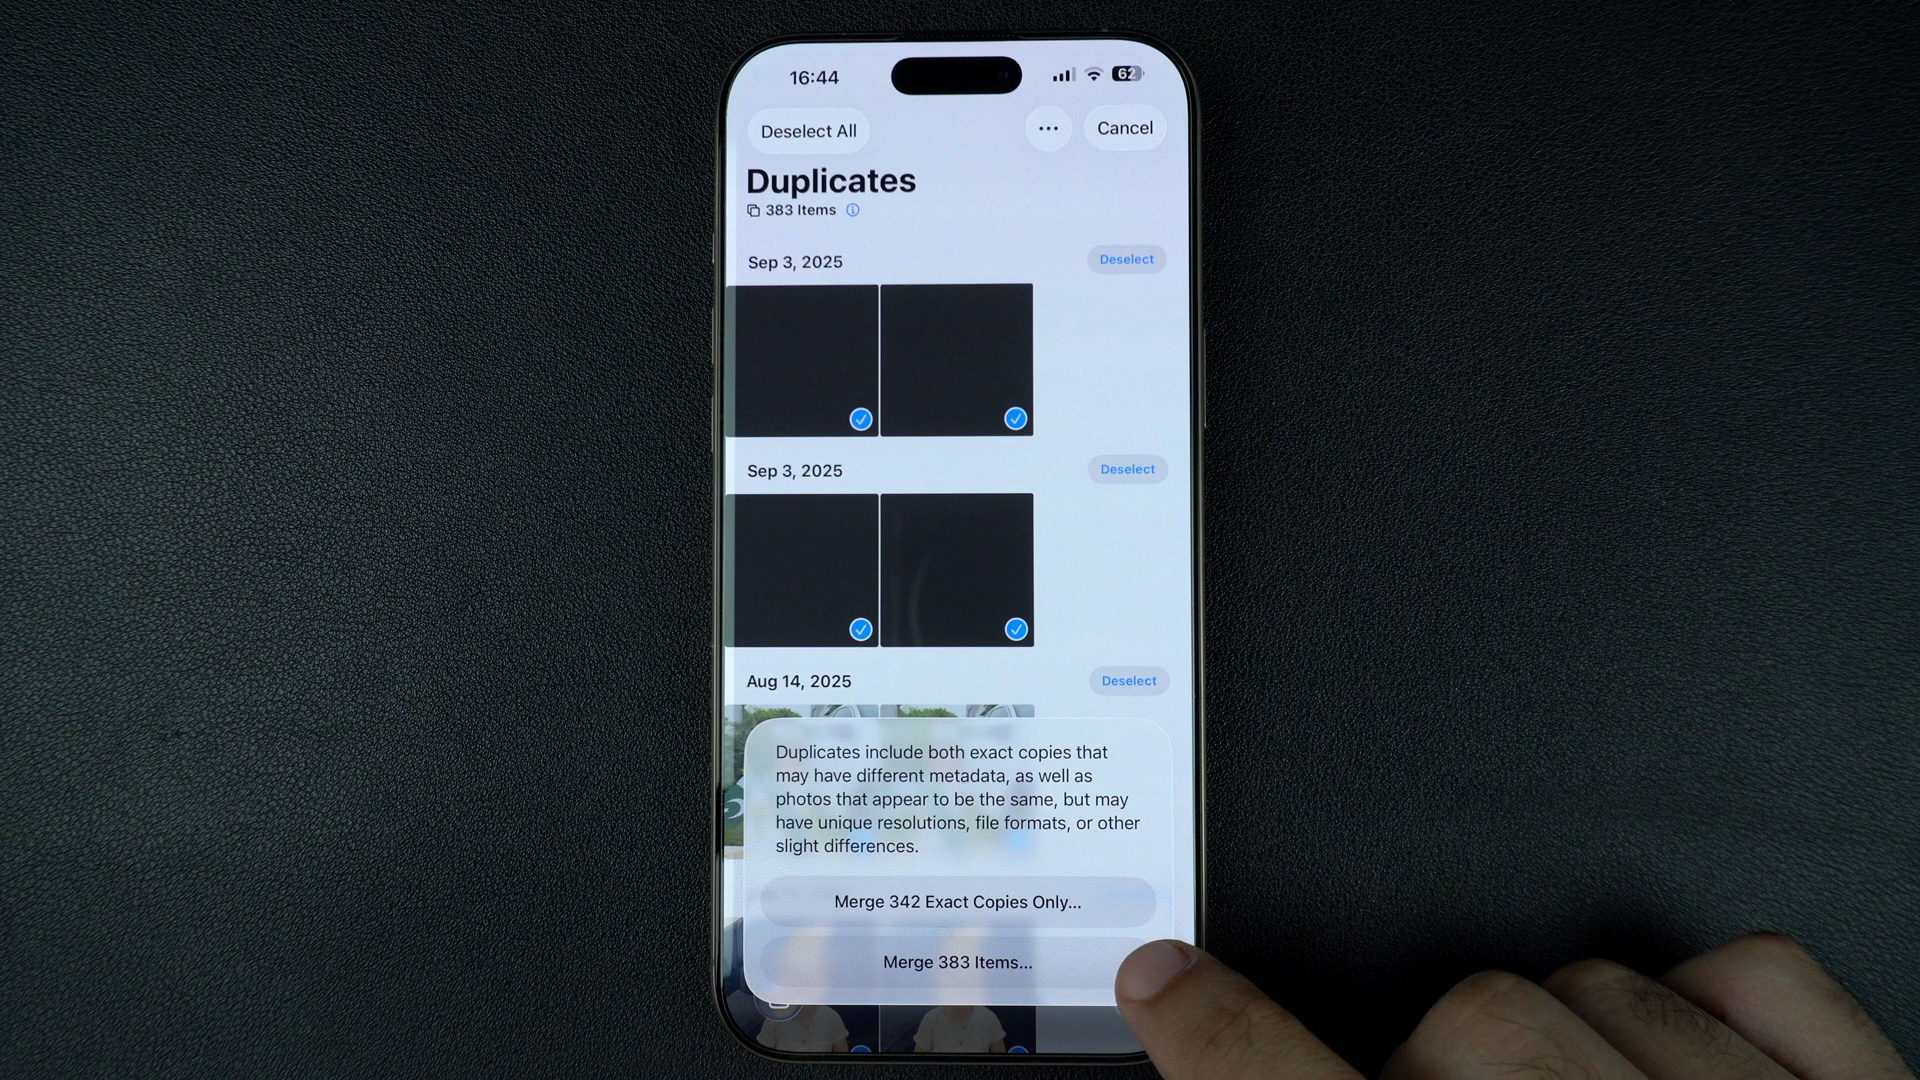 16:44
62
Deselect All
Cancel
Duplicates
383 Items
Sep 3, 2025
Deselect
Sep 3, 2025
Deselect
Aug 14, 2025
Deselect
Duplicates include both exact copies that
may have different metadata, as well as
photos that appear to be the same, but may
have unique resolutions, file formats, or other
slight differences.
Merge 342 Exact Copies Only...
Merge 383 Items...